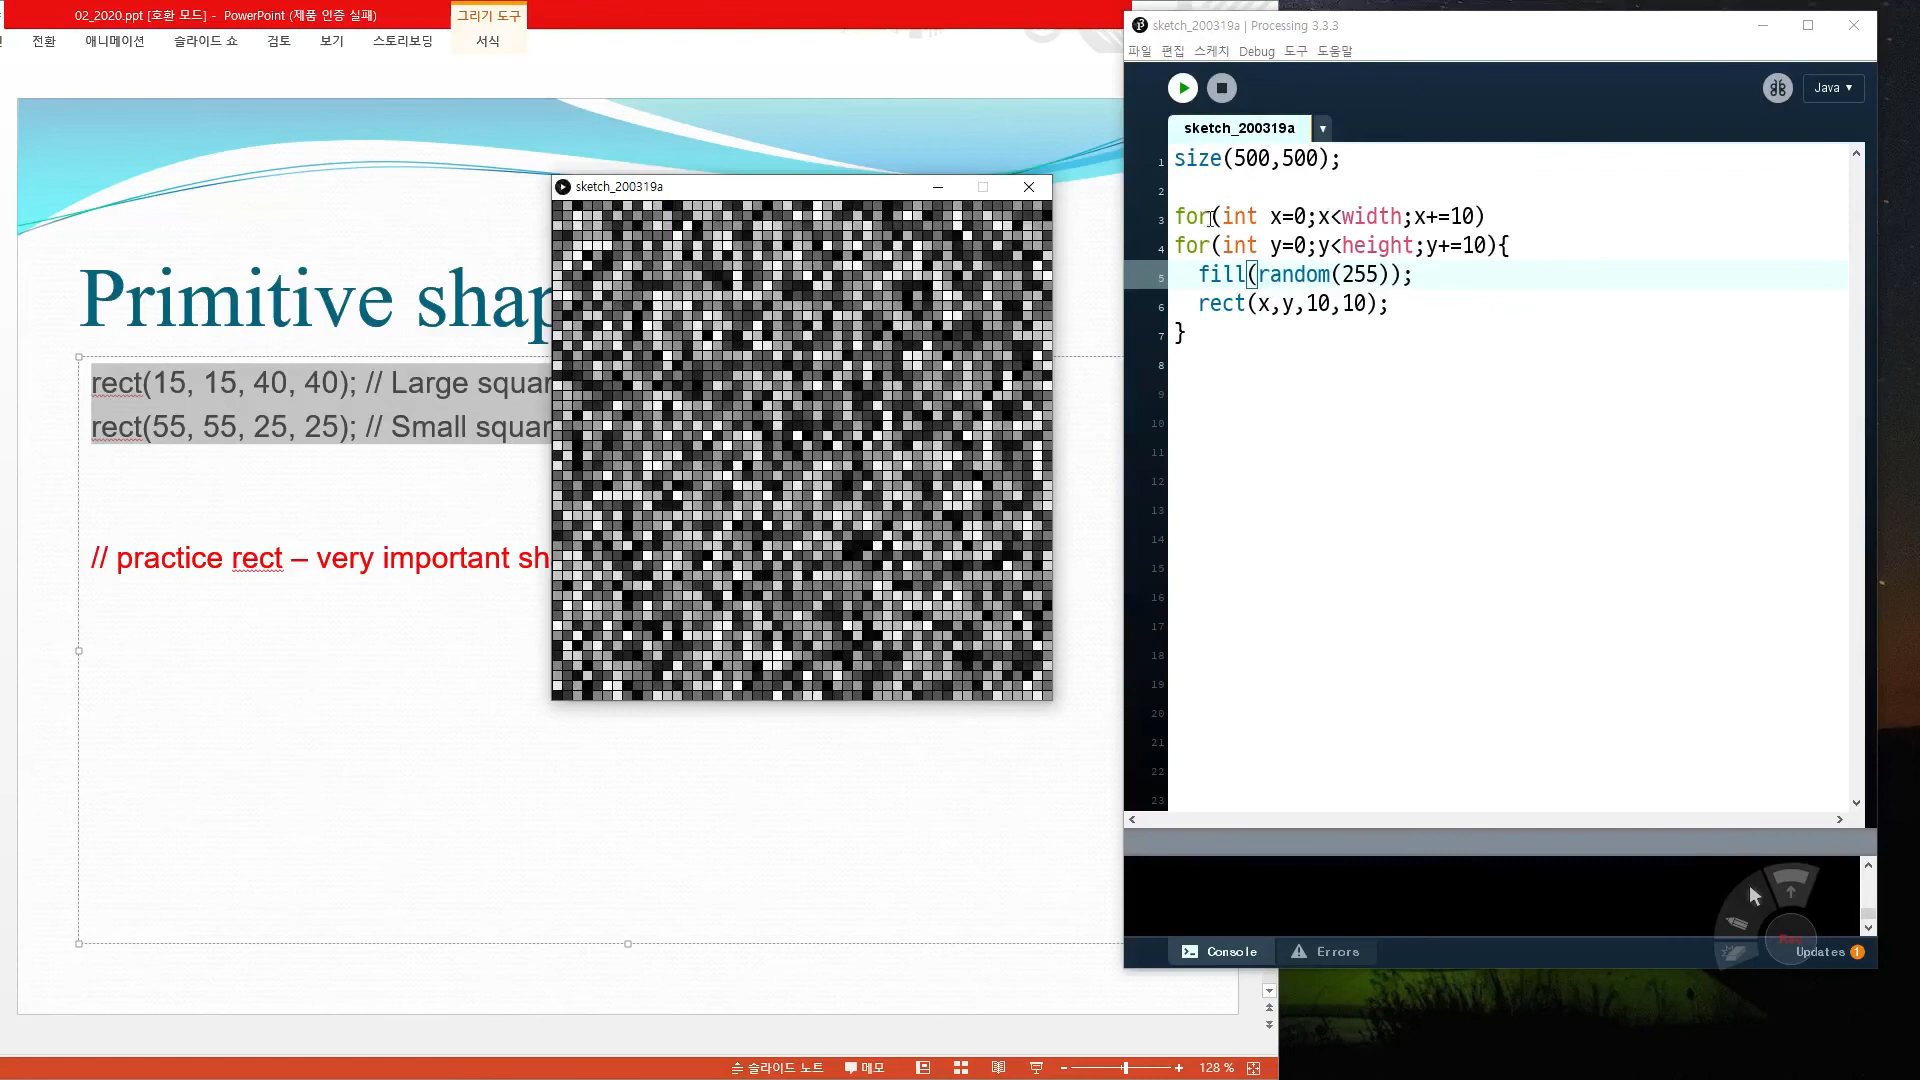 02_2020.ppt [호환 모드] - PowerPoint (제품 인증 실패)
그리기 도구
전환 애니메이션 슬라이드 쇼 검토 보기 스토리보딩 서식
Primitive shap
rect(15, 15, 40, 40); // Large squar
rect(55, 55, 25, 25); // Small squar
// practice rect – very important sh
슬라이드 노트 메모 128 %
sketch_200319a
sketch_200319a | Processing 3.3.3
파일 편집 스케치 Debug 도구 도움말
Java ▾
sketch_200319a ▾
1 size(500,500);
2
3 for(int x=0;x<width;x+=10)
4 for(int y=0;y<height;y+=10){
5 fill(random(255));
6 rect(x,y,10,10);
7 }
8
9
10
11
12
13
14
15
16
17
18
19
20
21
22
23
Rec
Console Errors Updates 1